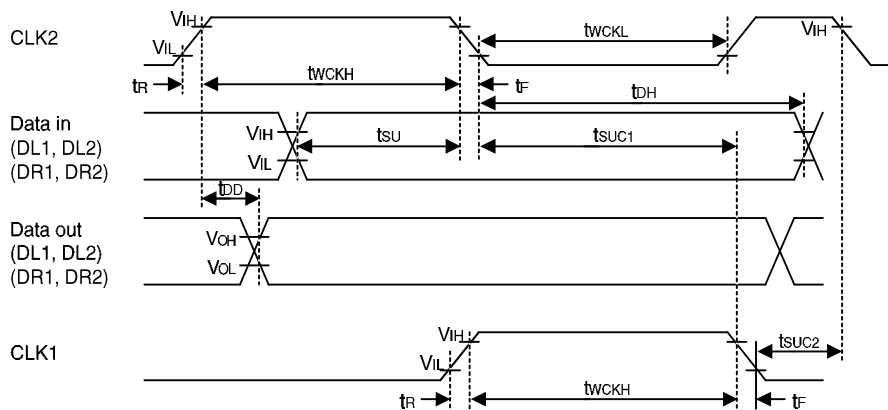 CLK2
VIH
VIL
tR
tWCKH
tF
tWCKL
VIH
tDH
Data in
(DL1, DL2)
(DR1, DR2)
VIH
VIL
tSU
tSUC1
tDD
Data out
(DL1, DL2)
(DR1, DR2)
VOH
VOL
CLK1
VIH
VIL
tSUC2
tR
tWCKH
tF